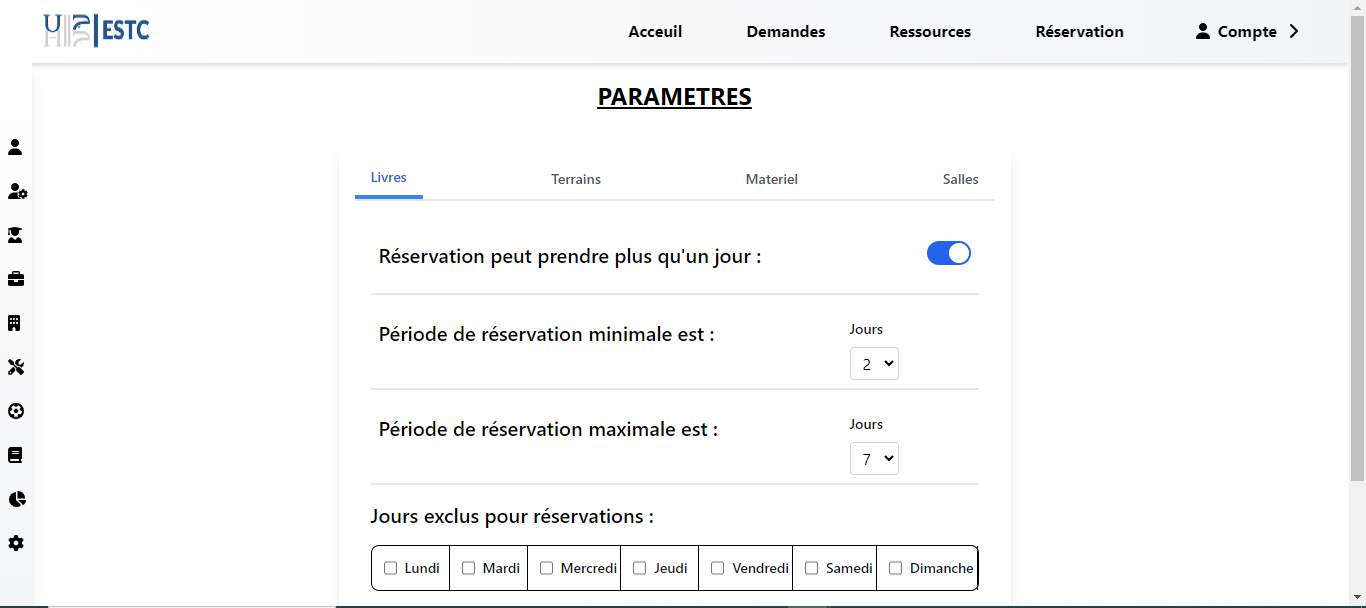 UH ESTC
Acceuil Demandes Ressources Réservation Compte
PARAMETRES
Livres Terrains Materiel Salles
Réservation peut prendre plus qu'un jour :
Période de réservation minimale est :
Jours
2
Période de réservation maximale est :
Jours
7
Jours exclus pour réservations :
Lundi Mardi Mercredi Jeudi Vendredi Samedi Dimanche